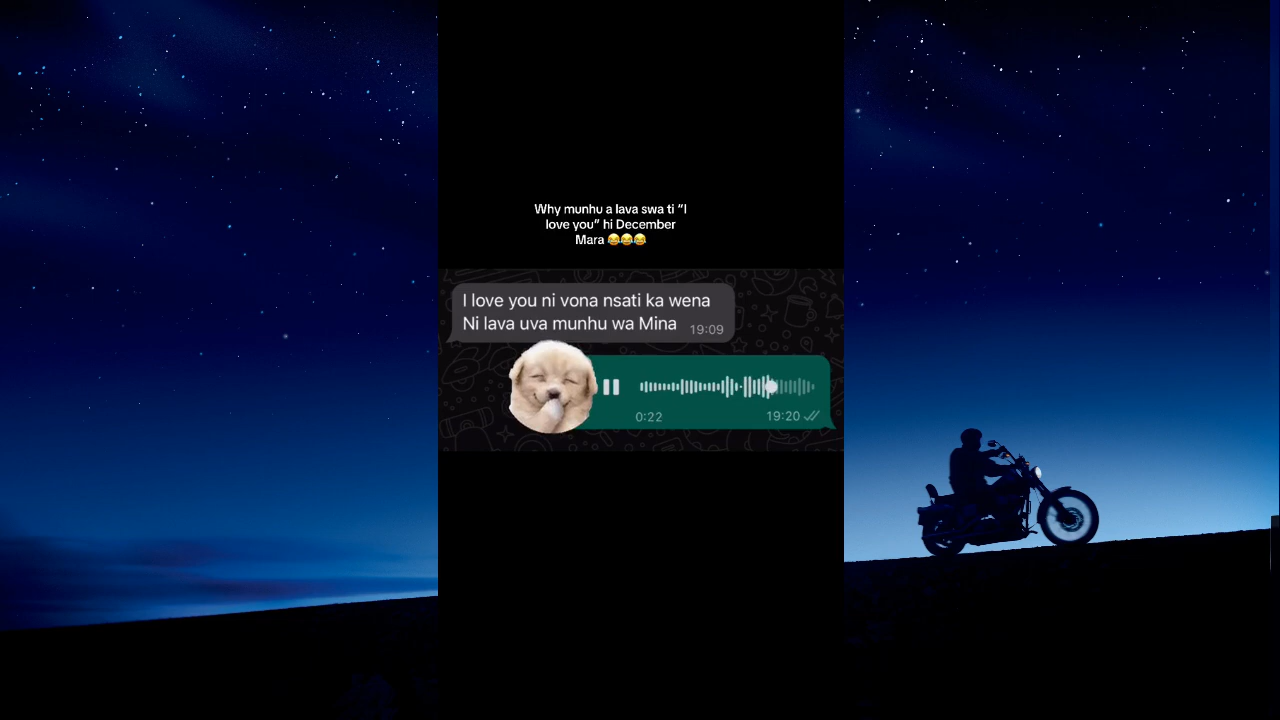 Why munhu a lava swa ti “I
love you” hi December
Mara 😂😂😂
I love you ni vona nsati ka wena
Ni lava uva munhu wa Mina 19:09
0:22 19:20